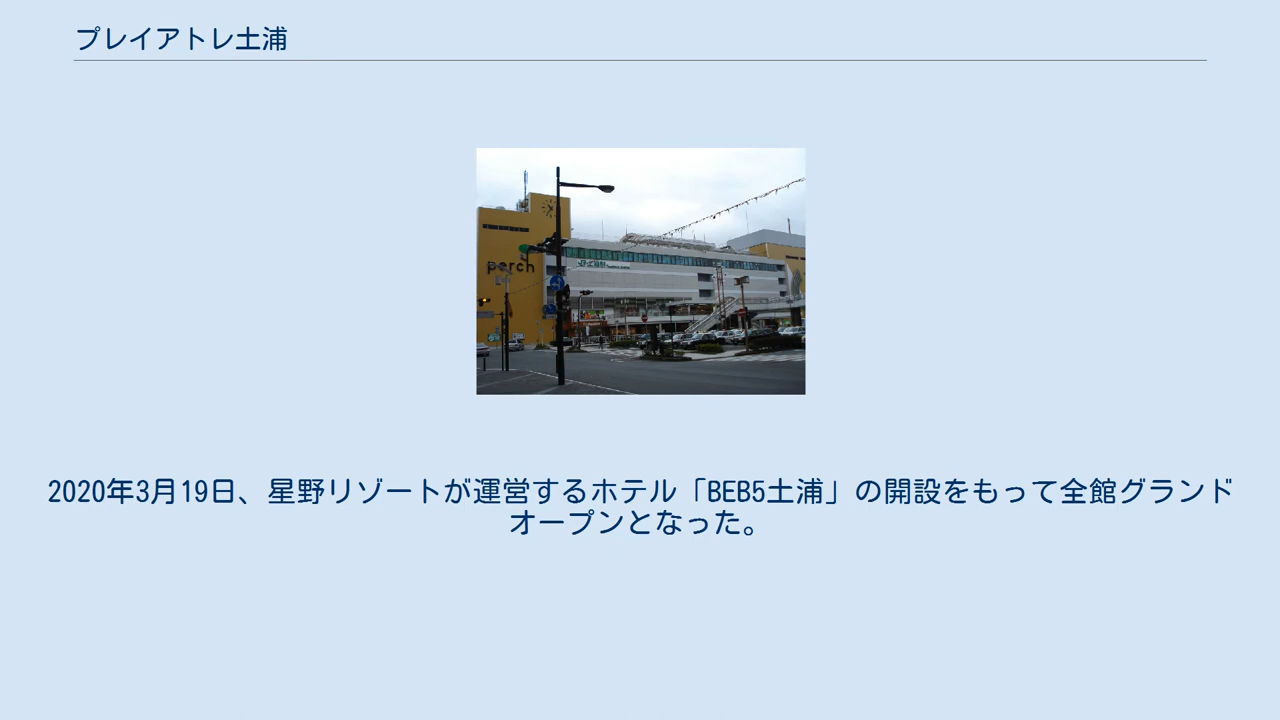 プレイアトレ土浦
perch
2020年3月19日、星野リゾートが運営するホテル「BEB5土浦」の開設をもって全館グランド
オープンとなった。